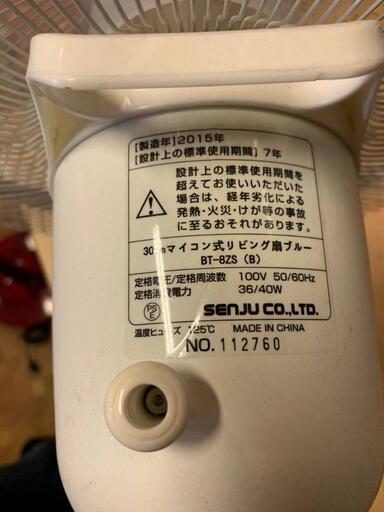 [製造年]2015年
[設計上の標準使用期間] 7年
設計上の標準使用期間を
超えてお使いいただいた
場合は、経年劣化による
発熱・火災・けが等の事故
に至るおそれがあります。
30cmマイコン式リビング扇ブルー
BT-8ZS (B)
定格電圧/定格周波数 100V 50/60Hz
定格消費電力 36/40W
PSE
SENJU CO.,LTD.
温度ヒューズ 125℃ MADE IN CHINA
NO. 112760